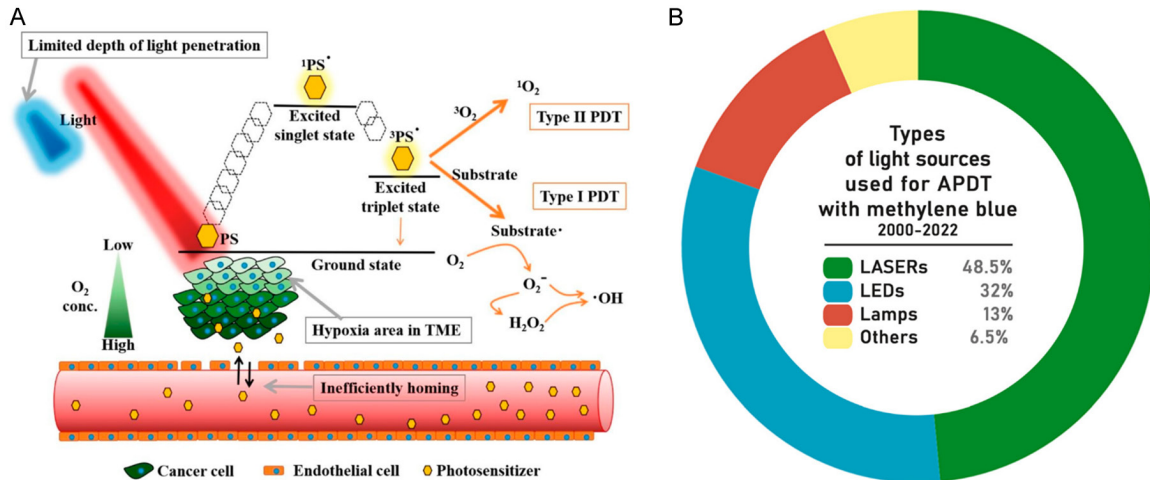 A
Limited depth of light penetration
Light
¹PS˙
Excited
singlet state
³PS˙
Excited
triplet state
³O₂
¹O₂
Type II PDT
Substrate
Type I PDT
Substrate·
PS
Ground state
O₂
O₂⁻
H₂O₂
·OH
Low
O₂
conc.
High
Hypoxia area in TME
Inefficiently homing
Cancer cell
Endothelial cell
Photosensitizer
B
Types
of light sources
used for APDT
with methylene blue
2000-2022
LASERs 48.5%
LEDs 32%
Lamps 13%
Others 6.5%